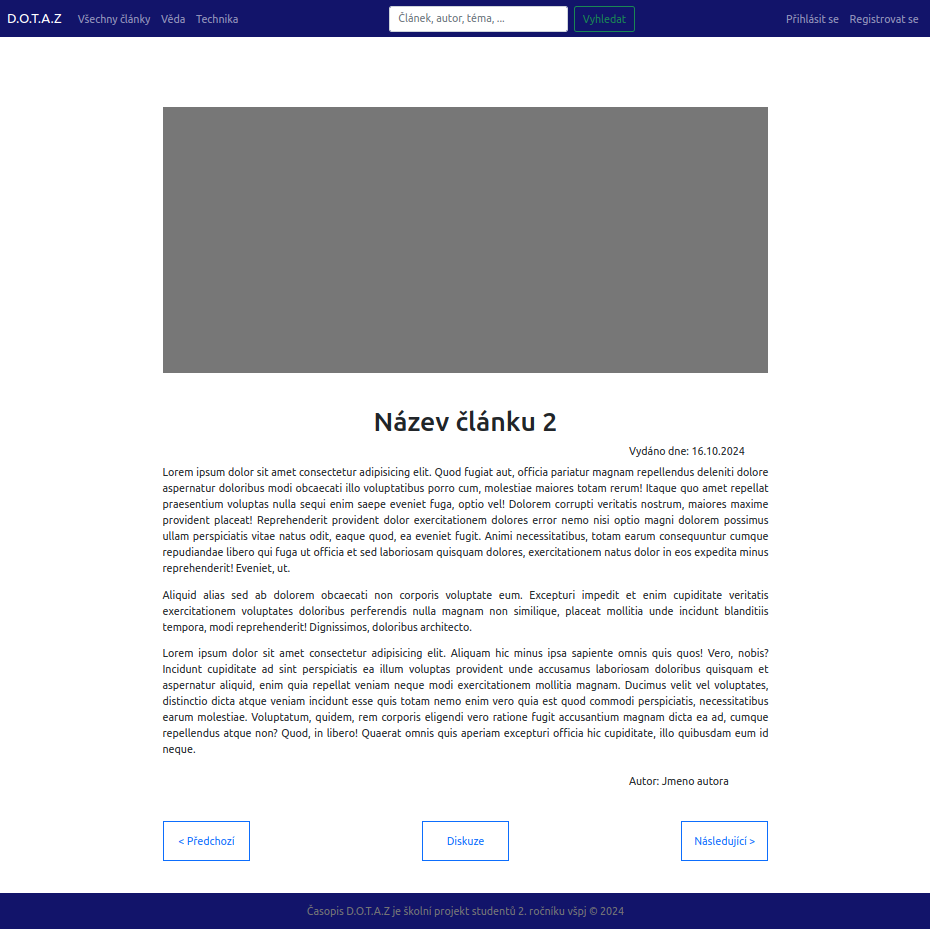 D.O.T.A.Z Všechny články Věda Technika Článek, autor, téma, ... Vyhledat Přihlásit se Registrovat se
Název článku 2
Vydáno dne: 16.10.2024
Lorem ipsum dolor sit amet consectetur adipisicing elit. Quod fugiat aut, officia pariatur magnam repellendus deleniti dolore
aspernatur doloribus modi obcaecati illo voluptatibus porro cum, molestiae maiores totam rerum! Itaque quo amet repellat
praesentium voluptas nulla sequi enim saepe eveniet fuga, optio vel! Dolorem corrupti veritatis nostrum, maiores maxime
provident placeat! Reprehenderit provident dolor exercitationem dolores error nemo nisi optio magni dolorem possimus
ullam perspiciatis vitae natus odit, eaque quod, ea eveniet fugit. Animi necessitatibus, totam earum consequuntur cumque
repudiandae libero qui fuga ut officia et sed laboriosam quisquam dolores, exercitationem natus dolor in eos expedita minus
reprehenderit! Eveniet, ut.
Aliquid alias sed ab dolorem obcaecati non corporis voluptate eum. Excepturi impedit et enim cupiditate veritatis
exercitationem voluptates doloribus perferendis nulla magnam non similique, placeat mollitia unde incidunt blanditiis
tempora, modi reprehenderit! Dignissimos, doloribus architecto.
Lorem ipsum dolor sit amet consectetur adipisicing elit. Aliquam hic minus ipsa sapiente omnis quis quos! Vero, nobis?
Incidunt cupiditate ad sint perspiciatis ea illum voluptas provident unde accusamus laboriosam doloribus quisquam et
aspernatur aliquid, enim quia repellat veniam neque modi exercitationem mollitia magnam. Ducimus velit vel voluptates,
distinctio dicta atque veniam incidunt esse quis totam nemo enim vero quia est quod commodi perspiciatis, necessitatibus
earum molestiae. Voluptatum, quidem, rem corporis eligendi vero ratione fugit accusantium magnam dicta ea ad, cumque
repellendus atque non? Quod, in libero! Quaerat omnis quis aperiam excepturi officia hic cupiditate, illo quibusdam eum id
neque.
Autor: Jmeno autora
< Předchozí Diskuze Následující >
Časopis D.O.T.A.Z je školní projekt studentů 2. ročníku všpj © 2024